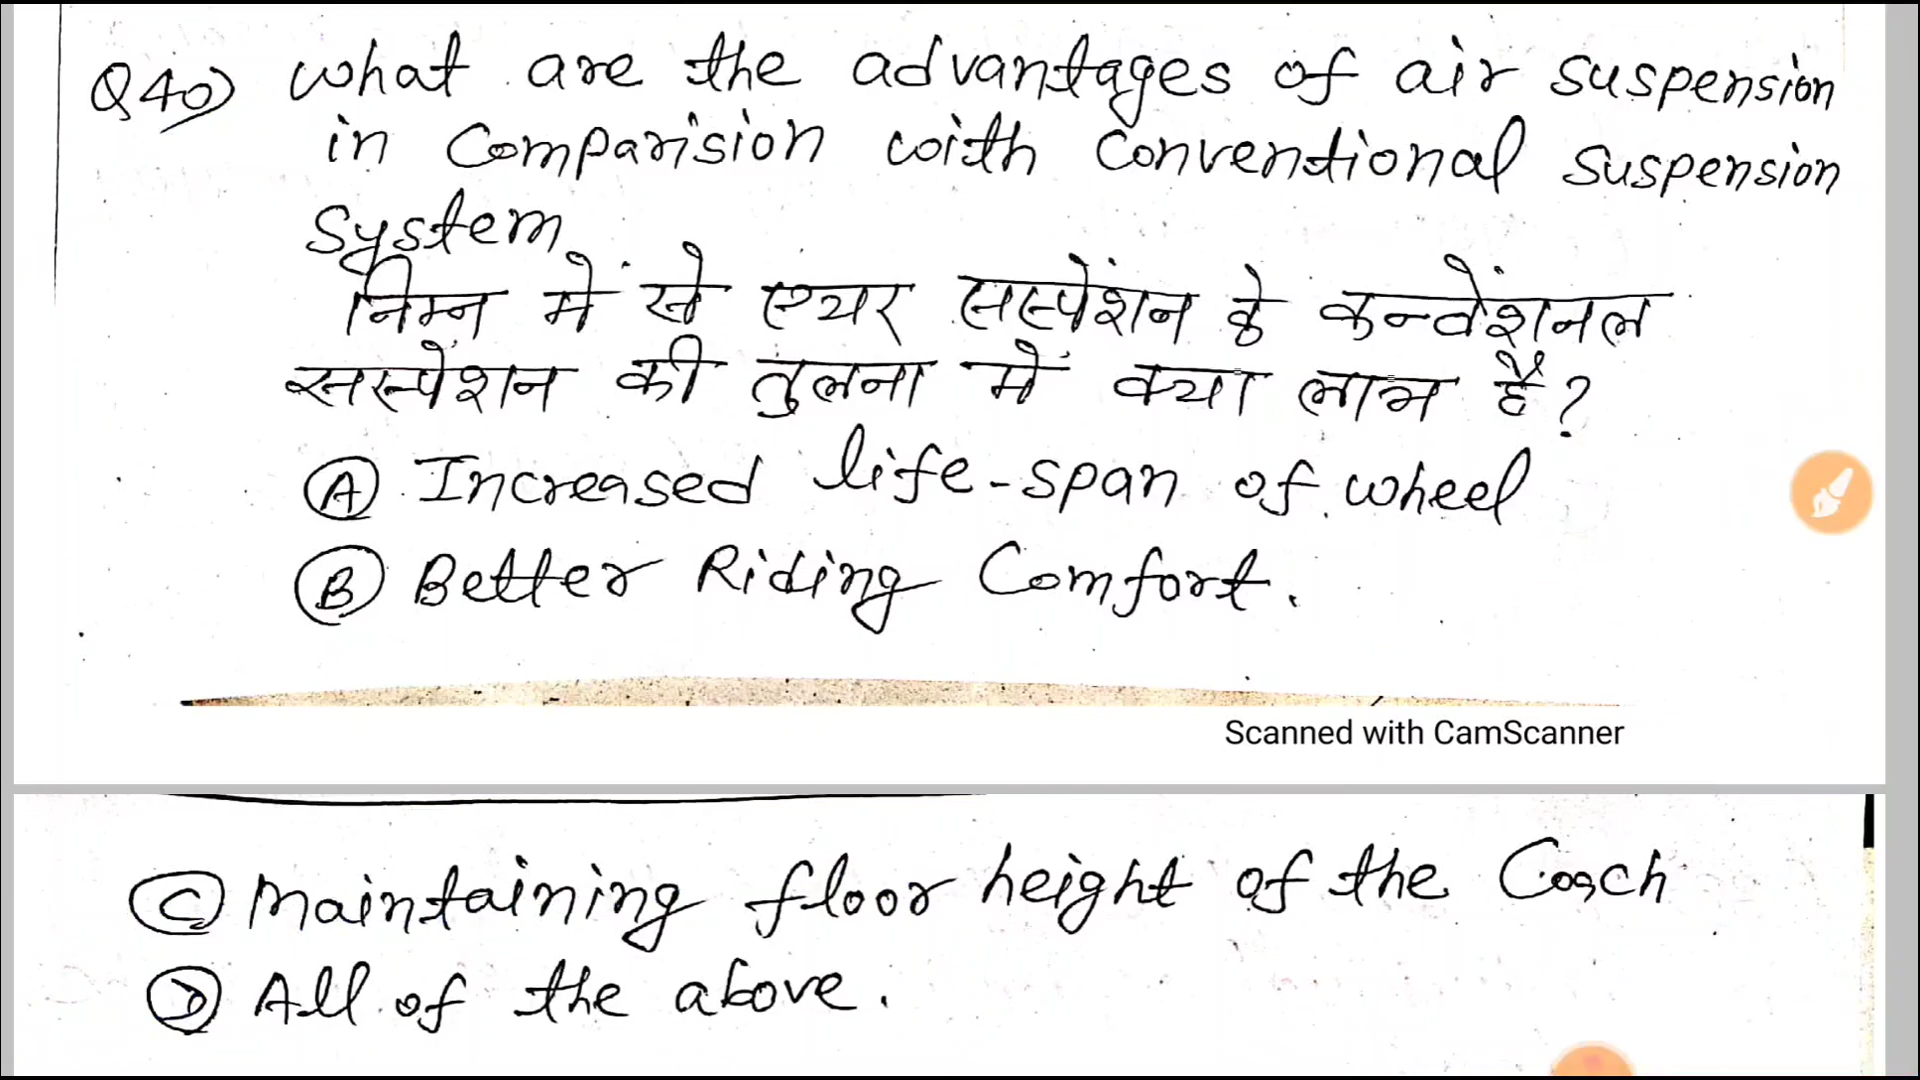 Q40) What are the advantages of air suspension
in Comparision with Conventional suspension
System
निम्न में से एयर सस्पेंशन के कन्वेंशनल
सस्पेंशन की तुलना में क्या लाभ है?
(A) Increased life-span of wheel
(B) Better Riding Comfort.
Scanned with CamScanner
(C) Maintaining floor height of the Coach
(D) All of the above.